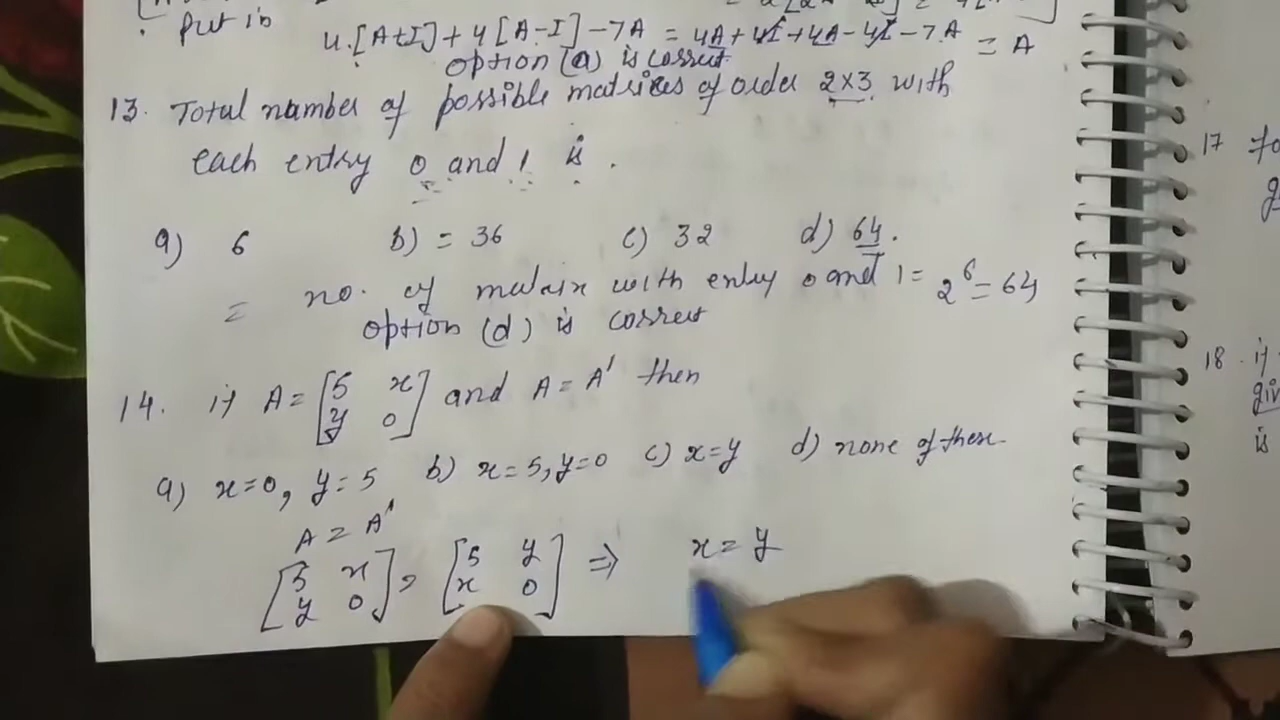 Put in
4.[A+I]+4[A-I]-7A = 4A+4I+4A-4I-7A = A
option (a) is correct
13. Total number of possible matrices of order 2×3 with
each entry 0 and 1 is.
a) 6 b) = 36 c) 32 d) 64.
= no. of matrix with entry 0 and 1 = 2⁶ = 64
option (d) is correct
14. if A = [5 x
y 0] and A = A' then
a) x=0, y=5 b) x=5, y=0 c) x=y d) none of these
A = A'
[5 x
y 0] = [5 y
x 0] ⇒ x = y
17
18. if
is